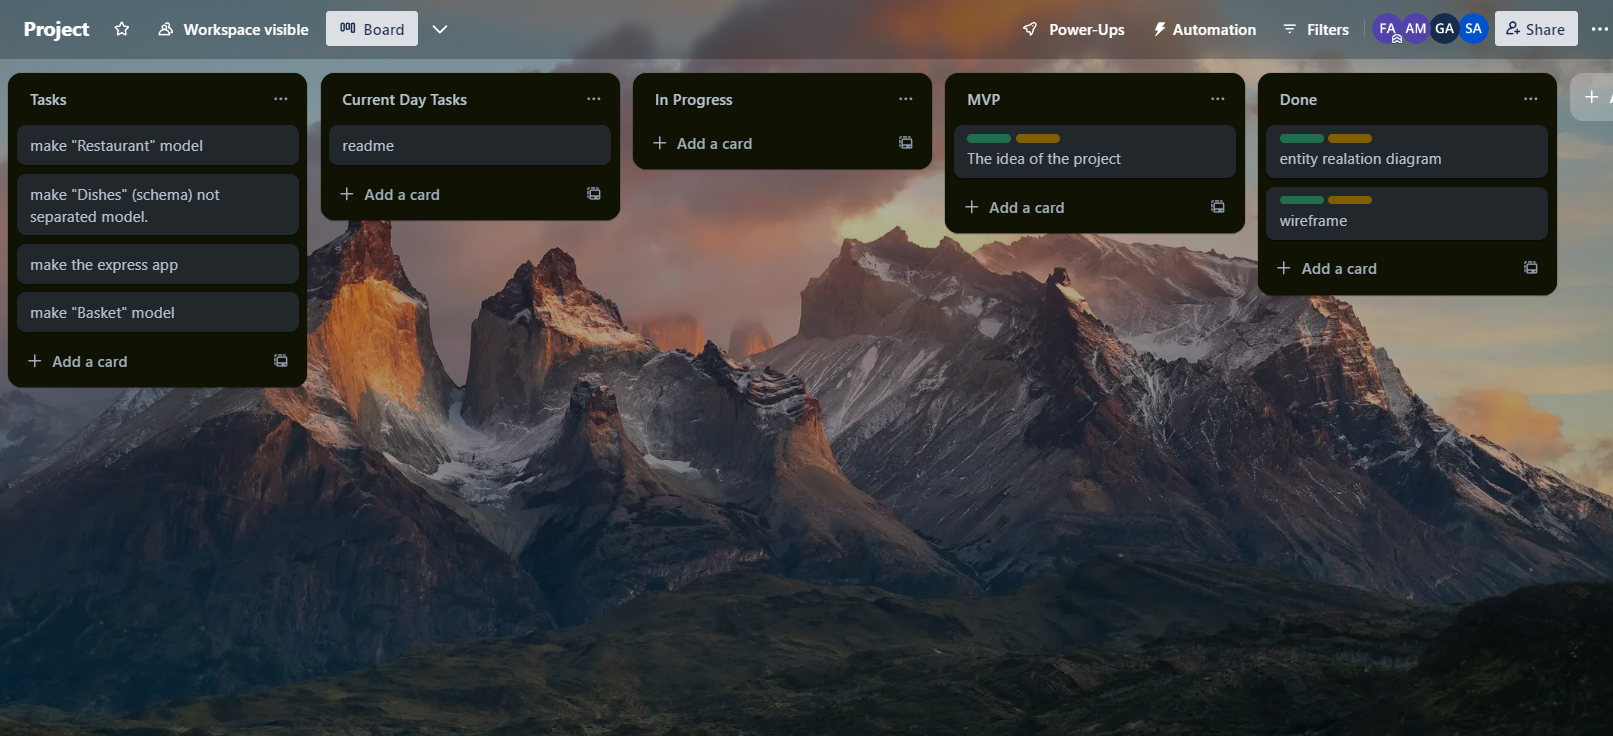 Project
Workspace visible
Board
Power-Ups
Automation
Filters
FA
AM
GA
SA
Share
Tasks
make "Restaurant" model
make "Dishes" (schema) not
separated model.
make the express app
make "Basket" model
Add a card
Current Day Tasks
readme
Add a card
In Progress
Add a card
MVP
The idea of the project
Add a card
Done
entity realation diagram
wireframe
Add a card